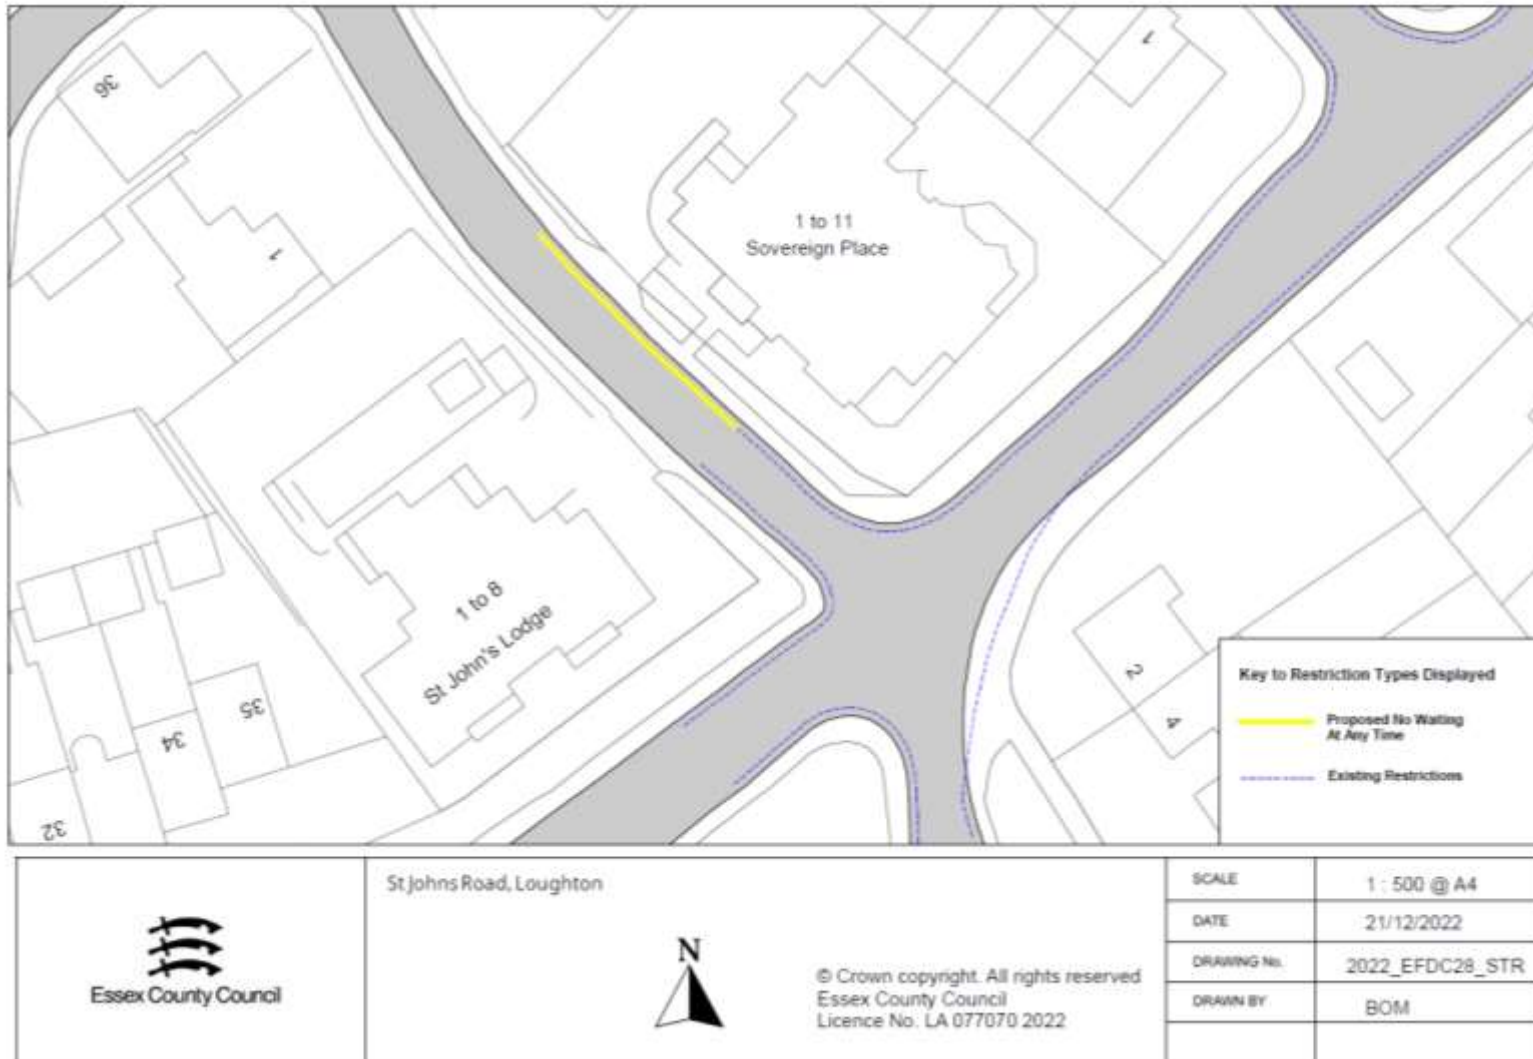 36
1
1
1 to 11
Sovereign Place
1 to 8
St John's Lodge
35
34
32
2
4
Key to Restriction Types Displayed
Proposed No Waiting
At Any Time
Existing Restrictions
Essex County Council
St Johns Road, Loughton
N
© Crown copyright. All rights reserved
Essex County Council
Licence No. LA 077070 2022
SCALE 1 : 500 @ A4
DATE 21/12/2022
DRAWING No. 2022_EFDC28_STR
DRAWN BY BOM